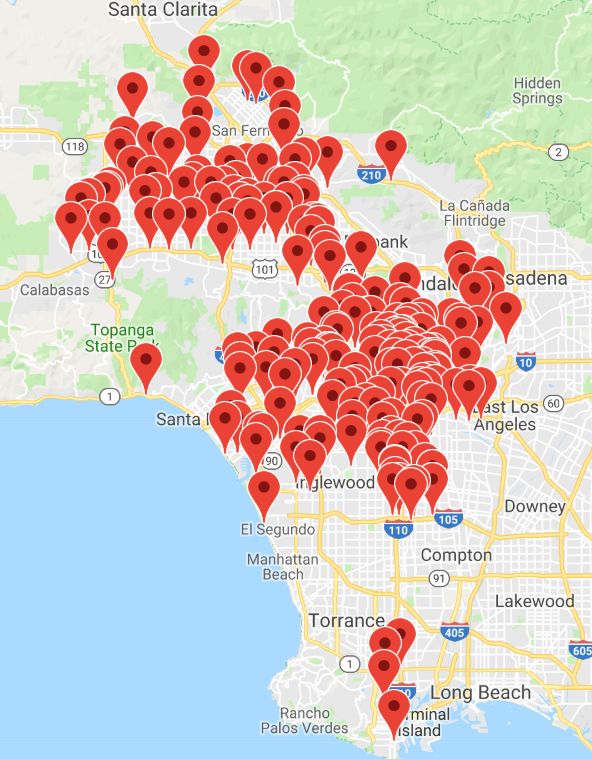 Santa Clarita
Hidden
Springs
San Fern
o
118
2
210
La Cañada
Flintridge
bank
101
27
Calabasas
ndal
sadena
Topanga
State Park
10
1
60
Santa
ast Los
Angeles
90
nglewood
Downey
105
El Segundo
110
Manhattan
Beach
Compton
91
Lakewood
Torrance
405
605
1
Long Beach
Rancho
Palos Verdes
rminal
Island